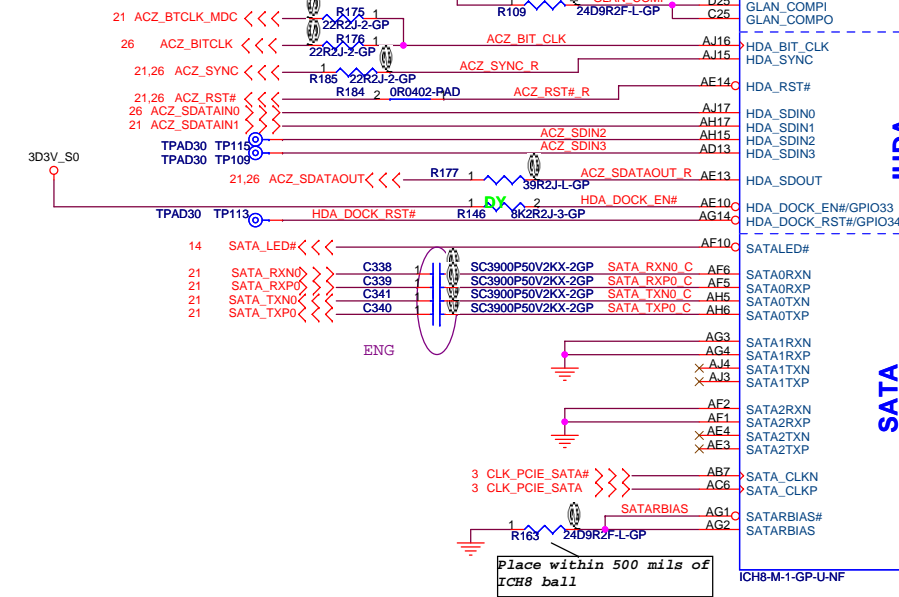 GLAN_COMPI
D25
R109
24D9R2F-L-GP
GLAN_COMPI
C25
GLAN_COMPO
21 ACZ_BTCLK_MDC
R175
1
22R2J-2-GP
26 ACZ_BITCLK
R176
1
ACZ_BIT_CLK
AJ16
HDA_BIT_CLK
22R2J-2-GP
21,26 ACZ_SYNC
1
ACZ_SYNC_R
AJ15
HDA_SYNC
R185
22R2J-2-GP
21,26 ACZ_RST#
R184
2
0R0402-PAD
1
ACZ_RST#_R
AE14
HDA_RST#
26 ACZ_SDATAIN0
AJ17
HDA_SDIN0
21 ACZ_SDATAIN1
AH17
HDA_SDIN1
TPAD30 TP115
ACZ_SDIN2
AH15
HDA_SDIN2
TPAD30 TP109
ACZ_SDIN3
AD13
HDA_SDIN3
3D3V_S0
21,26 ACZ_SDATAOUT
R177
1
39R2J-L-GP
ACZ_SDATAOUT_R
AE13
HDA_SDOUT
1
DY
2
HDA_DOCK_EN#
AE10
HDA_DOCK_EN#/GPIO33
R146
8K2R2J-3-GP
TPAD30 TP113
HDA_DOCK_RST#
AG14
HDA_DOCK_RST#/GPIO34
14 SATA_LED#
AF10
SATALED#
21 SATA_RXN0
C338
1
SC3900P50V2KX-2GP
SATA_RXN0_C
AF6
SATA0RXN
21 SATA_RXP0
C339
1
SC3900P50V2KX-2GP
SATA_RXP0_C
AF5
SATA0RXP
21 SATA_TXN0
C341
1
SC3900P50V2KX-2GP
SATA_TXN0_C
AH5
SATA0TXN
21 SATA_TXP0
C340
1
SC3900P50V2KX-2GP
SATA_TXP0_C
AH6
SATA0TXP
ENG
AG3
SATA1RXN
AG4
SATA1RXP
AJ4
SATA1TXN
AJ3
SATA1TXP
SATA
AF2
SATA2RXN
AF1
SATA2RXP
AE4
SATA2TXN
AE3
SATA2TXP
3 CLK_PCIE_SATA#
AB7
SATA_CLKN
3 CLK_PCIE_SATA
AC6
SATA_CLKP
SATARBIAS
AG1
SATARBIAS#
1
R163
24D9R2F-L-GP
AG2
SATARBIAS
Place within 500 mils of
ICH8 ball
ICH8-M-1-GP-U-NF